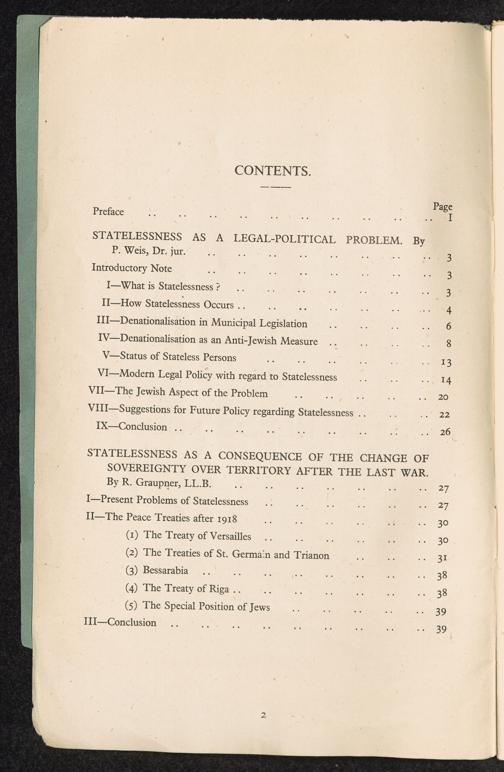 CONTENTS.
Page
Preface .. .. .. .. .. .. .. .. .. .. 1
STATELESSNESS AS A LEGAL-POLITICAL PROBLEM. By
P. Weis, Dr. jur. .. .. .. .. .. .. .. .. 3
Introductory Note .. .. .. .. .. .. .. .. 3
I—What is Statelessness? .. .. .. .. .. .. .. 3
II—How Statelessness Occurs .. .. .. .. .. .. .. 4
III—Denationalisation in Municipal Legislation .. .. .. .. 6
IV—Denationalisation as an Anti-Jewish Measure .. .. .. .. 8
V—Status of Stateless Persons .. .. .. .. .. .. 13
VI—Modern Legal Policy with regard to Statelessness .. .. .. 14
VII—The Jewish Aspect of the Problem .. .. .. .. .. 20
VIII—Suggestions for Future Policy regarding Statelessness .. .. .. 22
IX—Conclusion .. .. .. .. .. .. .. .. .. 26
STATELESSNESS AS A CONSEQUENCE OF THE CHANGE OF
SOVEREIGNTY OVER TERRITORY AFTER THE LAST WAR.
By R. Graupner, LL.B. .. .. .. .. .. .. .. 27
I—Present Problems of Statelessness .. .. .. .. .. .. 27
II—The Peace Treaties after 1918 .. .. .. .. .. .. 30
(1) The Treaty of Versailles .. .. .. .. .. .. 30
(2) The Treaties of St. Germain and Trianon .. .. .. 31
(3) Bessarabia .. .. .. .. .. .. .. .. 38
(4) The Treaty of Riga .. .. .. .. .. .. .. 38
(5) The Special Position of Jews .. .. .. .. .. 39
III—Conclusion .. .. .. .. .. .. .. .. .. 39
2